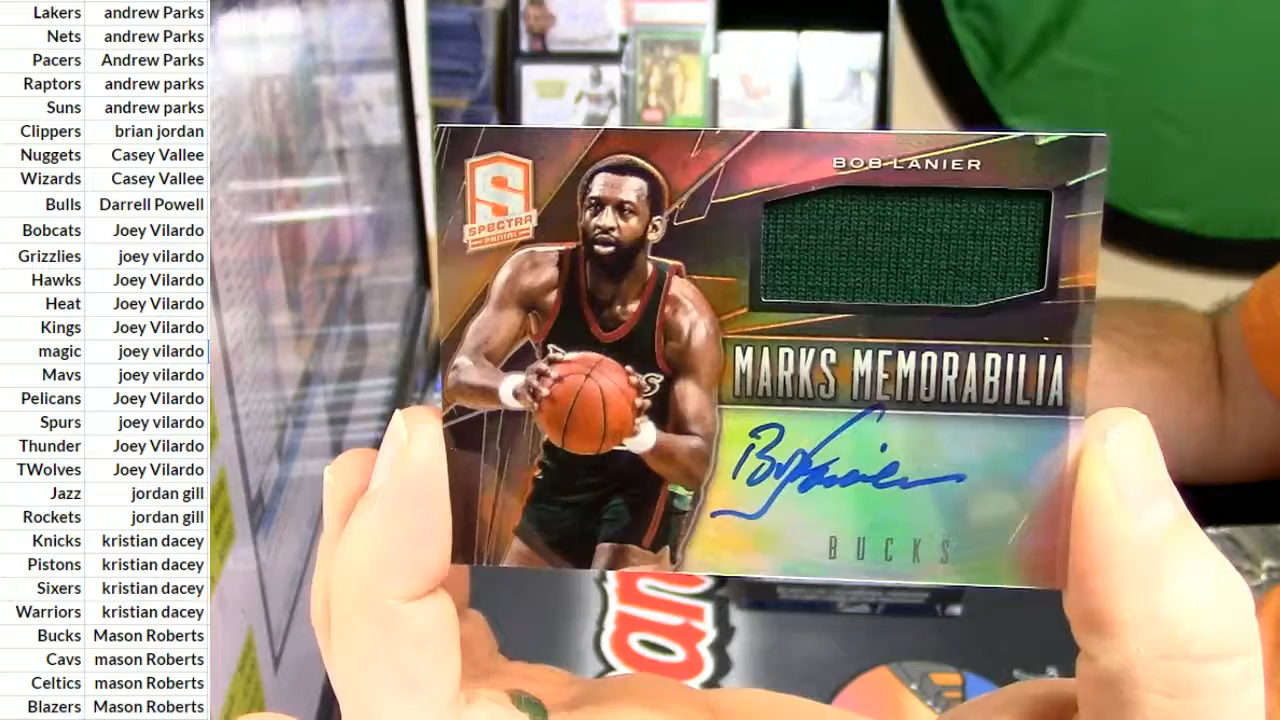 Lakers andrew Parks
Nets andrew Parks
Pacers Andrew Parks
Raptors andrew parks
Suns andrew parks
Clippers brian jordan
Nuggets Casey Vallee
Wizards Casey Vallee
Bulls Darrell Powell
Bobcats Joey Vilardo
Grizzlies joey vilardo
Hawks Joey Vilardo
Heat Joey Vilardo
Kings Joey Vilardo
magic joey vilardo
Mavs joey vilardo
Pelicans Joey Vilardo
Spurs joey vilardo
Thunder Joey Vilardo
TWolves Joey Vilardo
Jazz jordan gill
Rockets jordan gill
Knicks kristian dacey
Pistons kristian dacey
Sixers kristian dacey
Warriors kristian dacey
Bucks Mason Roberts
Cavs mason Roberts
Celtics mason Roberts
Blazers Mason Roberts
S
SPECTRA
PANINI
BOB LANIER
MARKS MEMORABILIA
Bob Lanier
BUCKS